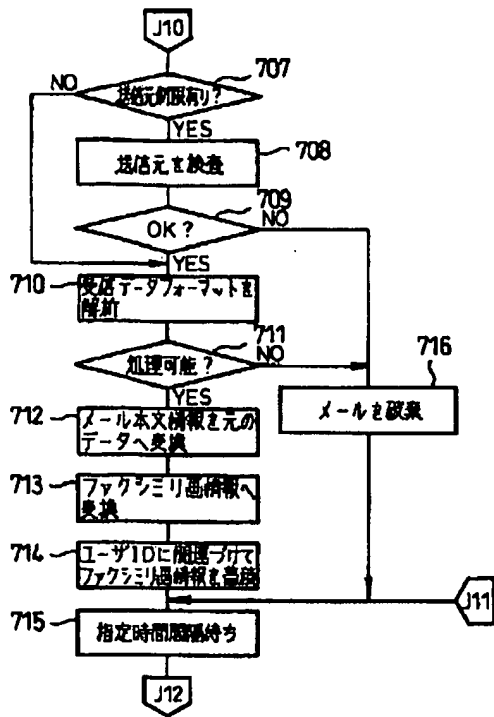 J10
707
NO
送信元制限有り?
YES
708
送信元を検査
709
OK?
NO
YES
710
受信データフォーマットを
解析
711
処理可能?
NO
716
YES
712
メール本文情報を元の
データへ変換
メールを破棄
713
ファクシミリ画情報へ
変換
714
ユーザIDに関連づけて
ファクシミリ画情報を蓄積
J11
715
指定時間間隔待ち
J12